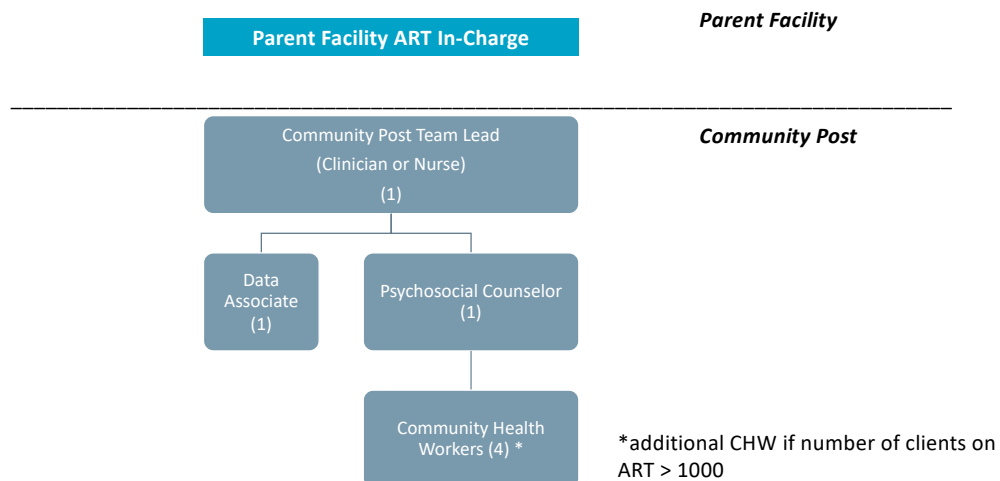 Parent Facility ART In-Charge
Parent Facility
Community Post Team Lead
(Clinician or Nurse)
(1)
Community Post
Data
Associate
(1)
Psychosocial Counselor
(1)
Community Health
Workers (4) *
*additional CHW if number of clients on
ART > 1000